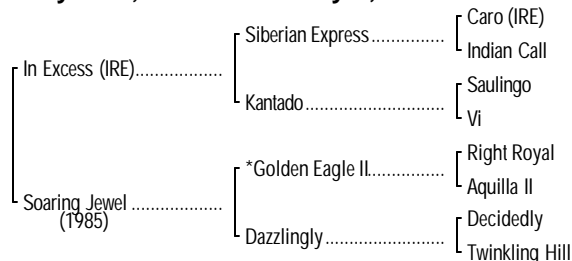 Caro (IRE)
Siberian Express................
Indian Call
In Excess (IRE)...................
Saulingo
Kantado..............................
Vi
Right Royal
*Golden Eagle II.................
Aquilla II
Soaring Jewel ....................
(1985)
Decidedly
Dazzlingly..........................
Twinkling Hill